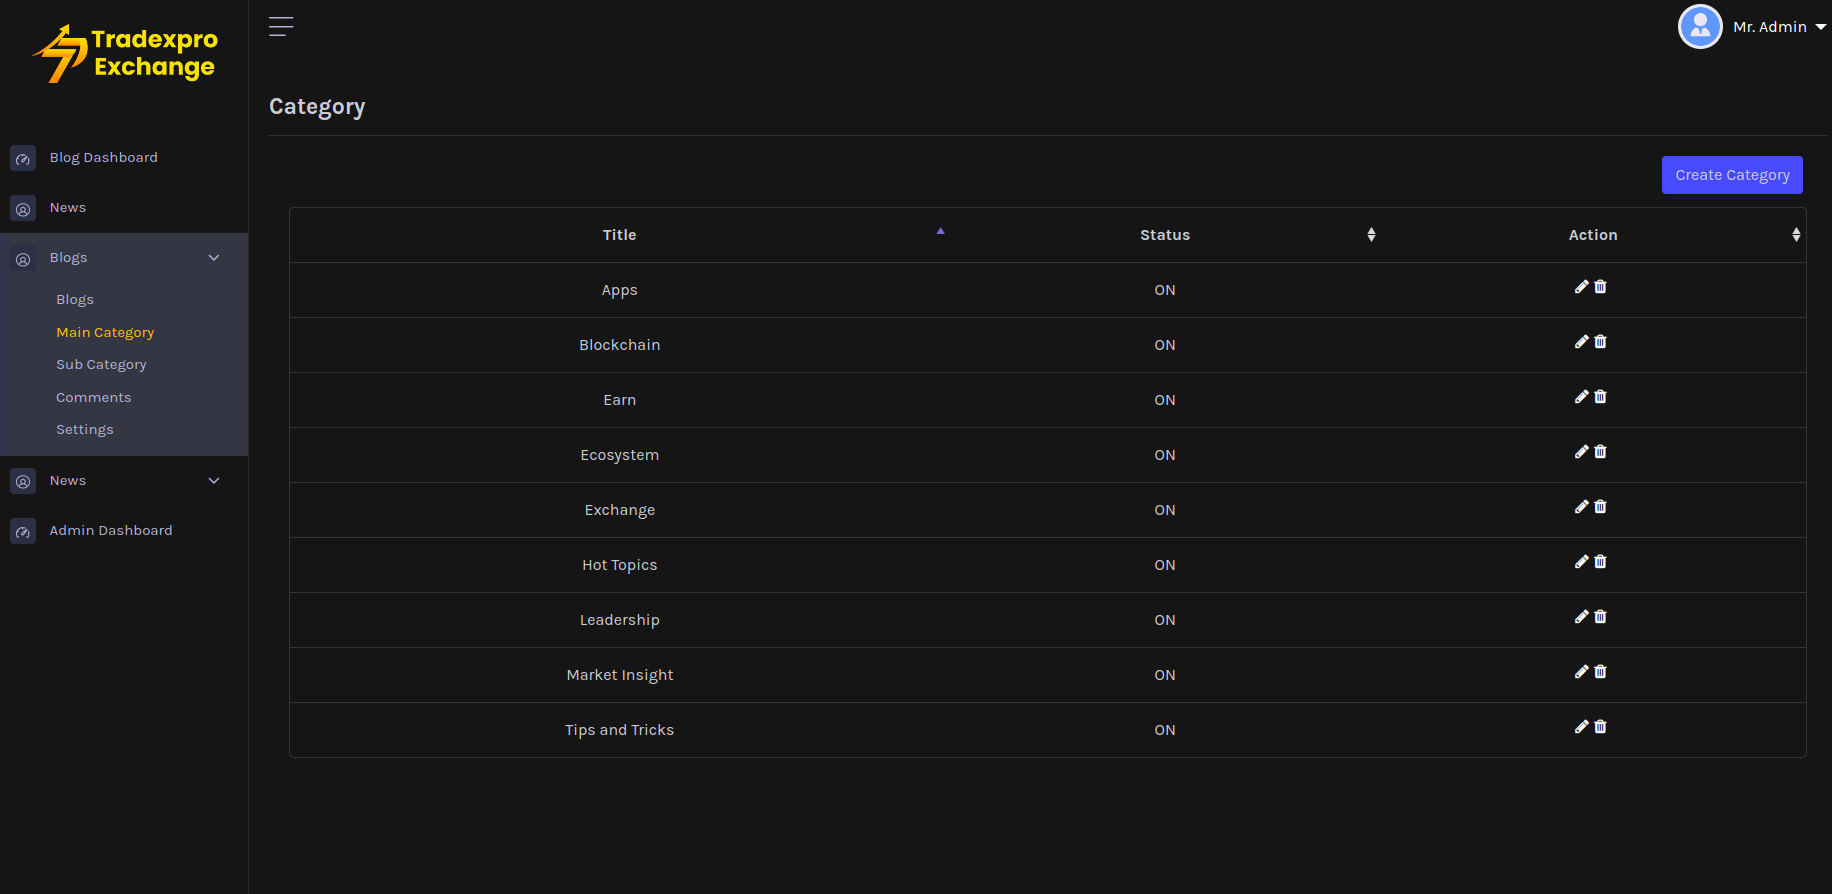 Tradexpro
Exchange
Mr. Admin
Category
Blog Dashboard
News
Blogs
Blogs
Main Category
Sub Category
Comments
Settings
News
Admin Dashboard
Create Category
Title Status Action
Apps ON
Blockchain ON
Earn ON
Ecosystem ON
Exchange ON
Hot Topics ON
Leadership ON
Market Insight ON
Tips and Tricks ON